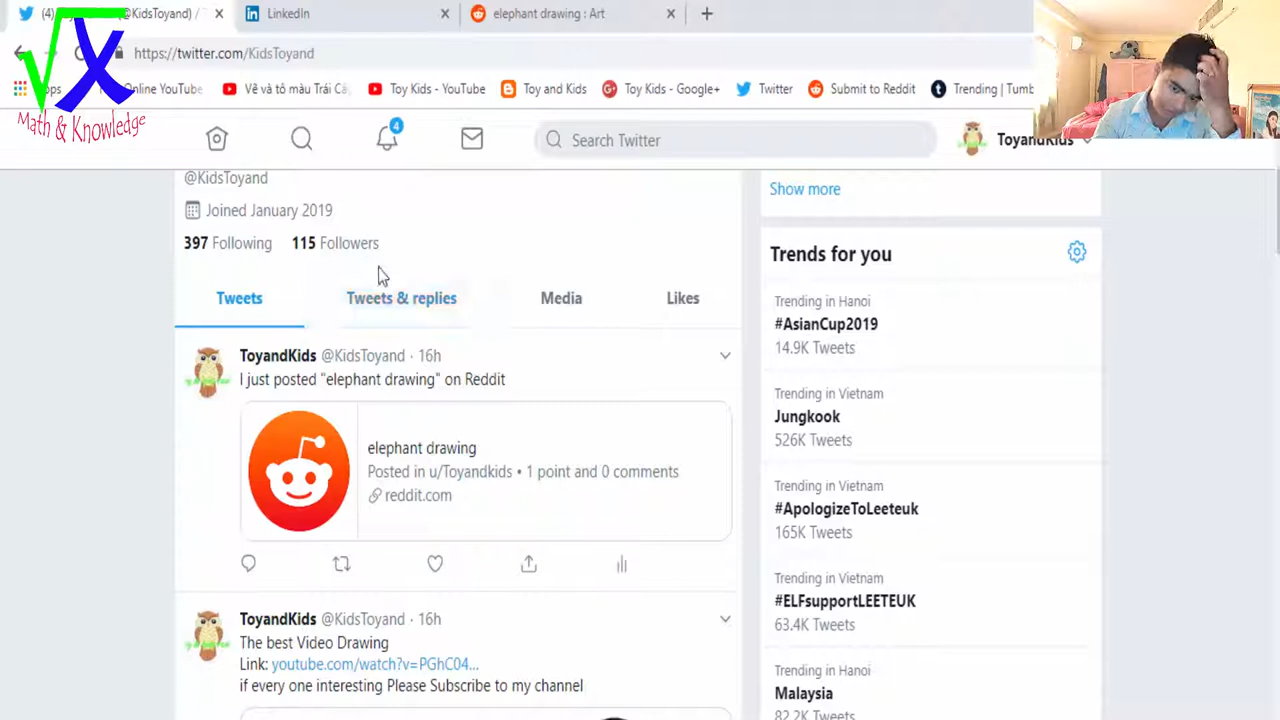 (@KidsToyand) / T
LinkedIn
elephant drawing : Art
https://twitter.com/KidsToyand
Online YouTube
Vẽ và tô màu Trái Câ
Toy Kids - YouTube
Toy and Kids
Toy Kids - Google+
Twitter
Submit to Reddit
Trending | Tumb
√X
Math & Knowledge
4
Search Twitter
ToyandKids
@KidsToyand
Joined January 2019
397 Following 115 Followers
Tweets
Tweets & replies
Media
Likes
ToyandKids @KidsToyand · 16h
I just posted "elephant drawing" on Reddit
elephant drawing
Posted in u/Toyandkids • 1 point and 0 comments
reddit.com
ToyandKids @KidsToyand · 16h
The best Video Drawing
Link: youtube.com/watch?v=PGhC04...
if every one interesting Please Subscribe to my channel
Show more
Trends for you
Trending in Hanoi
#AsianCup2019
14.9K Tweets
Trending in Vietnam
Jungkook
526K Tweets
Trending in Vietnam
#ApologizeToLeeteuk
165K Tweets
Trending in Vietnam
#ELFsupportLEETEUK
63.4K Tweets
Trending in Hanoi
Malaysia
82.2K Tweets